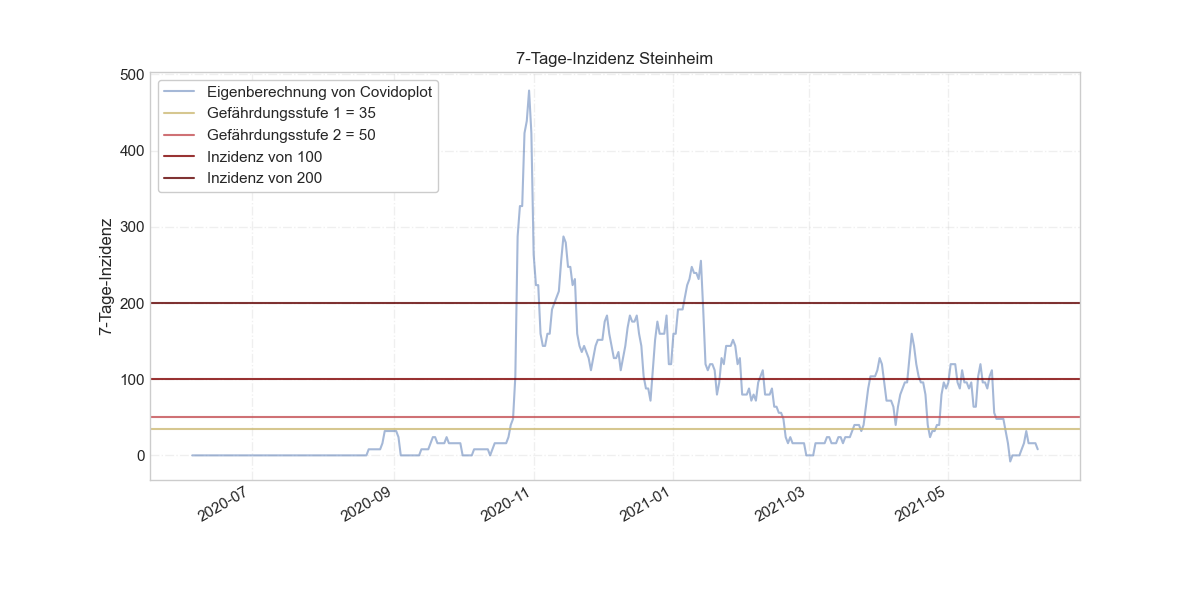 7-Tage-Inzidenz Steinheim
500
400
300
200
100
0
7-Tage-Inzidenz
Eigenberechnung von Covidoplot
Gefährdungsstufe 1 = 35
Gefährdungsstufe 2 = 50
Inzidenz von 100
Inzidenz von 200
2020-07
2020-09
2020-11
2021-01
2021-03
2021-05